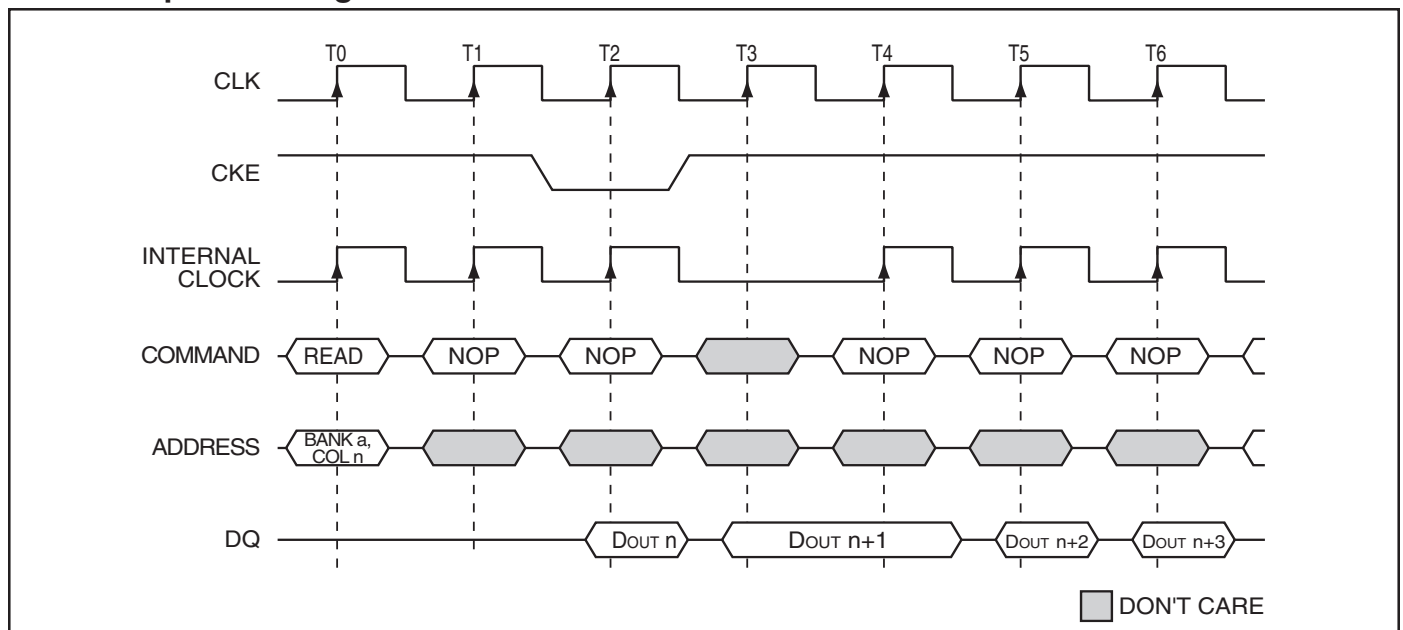 T0 T1 T2 T3 T4 T5 T6
CLK
CKE
INTERNAL
CLOCK
COMMAND READ NOP NOP NOP NOP NOP
ADDRESS BANK a,
COL n
DQ DOUT n DOUT n+1 DOUT n+2 DOUT n+3
DON'T CARE